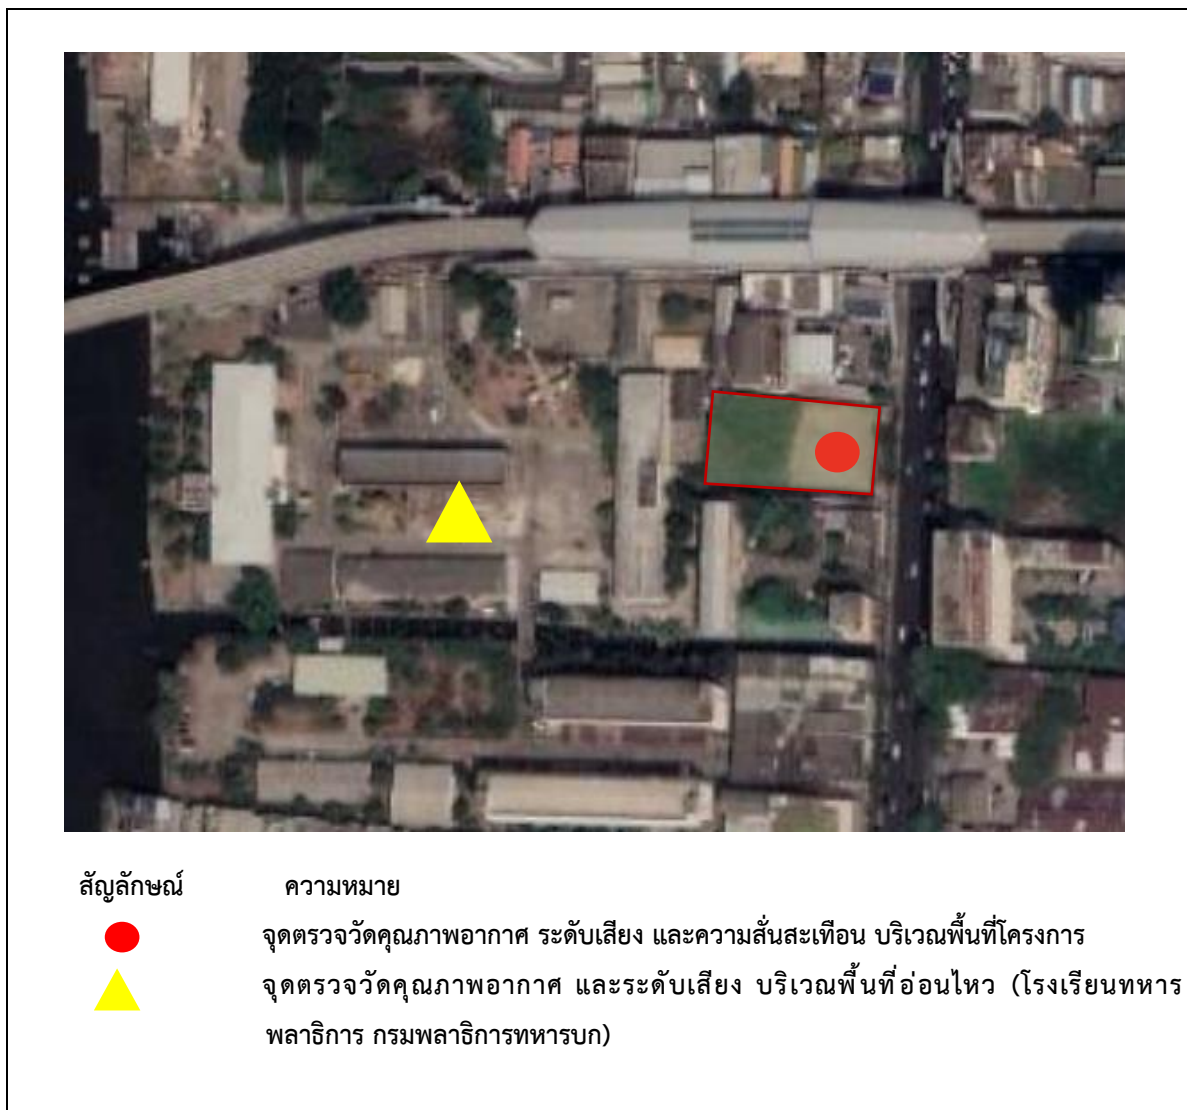 สัญลักษณ์ ความหมาย
จุดตรวจวัดคุณภาพอากาศ ระดับเสียง และความสั่นสะเทือน บริเวณพื้นที่โครงการ
จุดตรวจวัดคุณภาพอากาศ และระดับเสียง บริเวณพื้นที่อ่อนไหว (โรงเรียนทหาร
พลาธิการ กรมพลาธิการทหารบก)